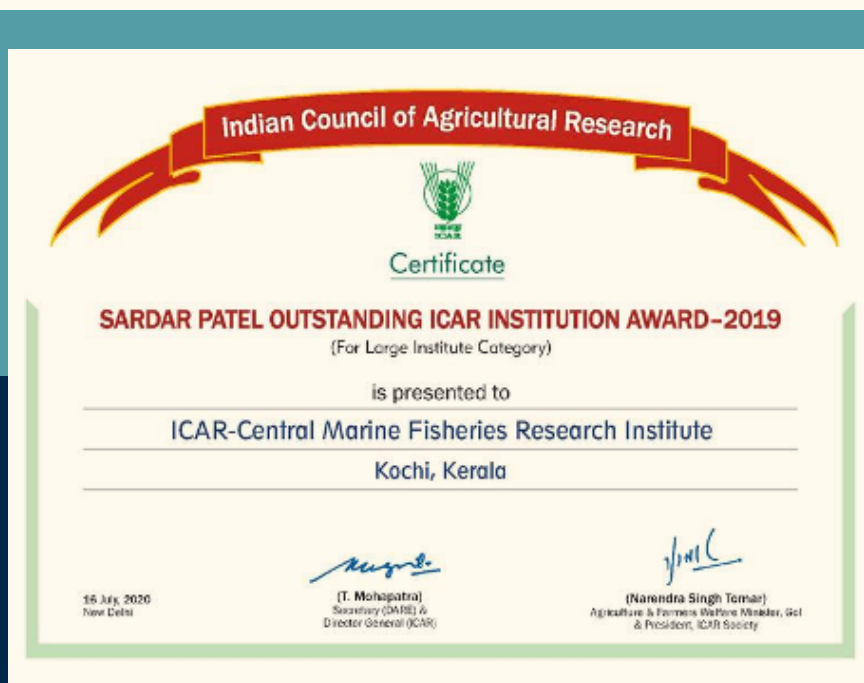 Indian Council of Agricultural Research
ICAR
Certificate
SARDAR PATEL OUTSTANDING ICAR INSTITUTION AWARD–2019
(For Large Institute Category)
is presented to
ICAR-Central Marine Fisheries Research Institute
Kochi, Kerala
(T. Mohapatra)
Secretary (DARE) &
Director General (ICAR)
(Narendra Singh Tomar)
Agriculture & Farmers Welfare Minister, GoI
& President, ICAR Society
16 July, 2020
New Delhi